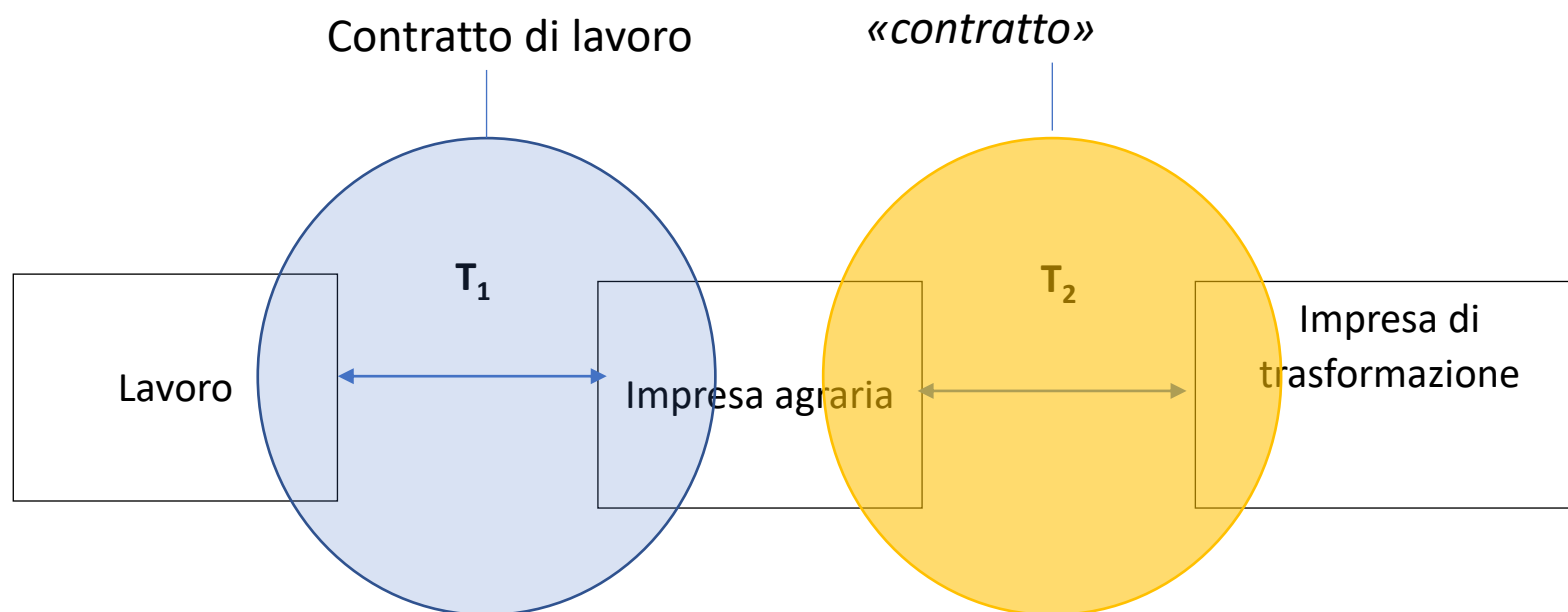 Contratto di lavoro
«contratto»
T₁
T₂
Lavoro
Impresa agraria
Impresa di
trasformazione